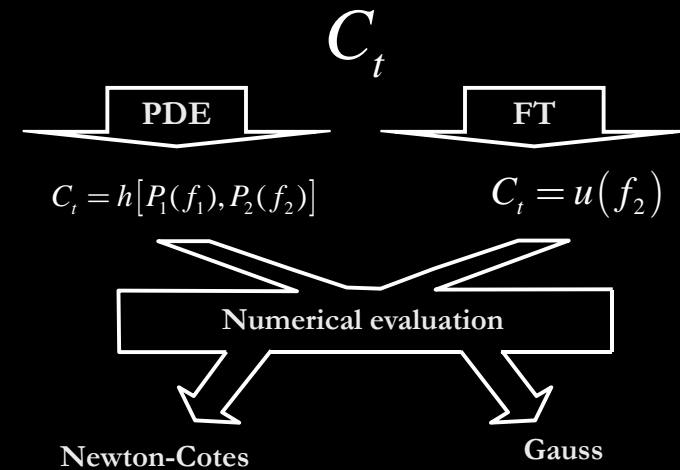 C_t
PDE FT
C_t = h[P_1(f_1), P_2(f_2)] C_t = u(f_2)
Numerical evaluation
Newton-Cotes Gauss